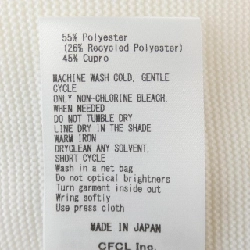 55% Polyester
(26% Recycled Polyester)
45% Cupro
MACHINE WASH COLD, GENTLE
CYCLE
ONLY NON-CHLORINE BLEACH,
WHEN NEEDED
DO NOT TUMBLE DRY
LINE DRY IN THE SHADE
WARM IRON
DRYCLEAN ANY SOLVENT,
SHORT CYCLE
Wash in a net bag
Do not optical brightners
Turn garment inside out
Wring softly
Use press cloth
MADE IN JAPAN
CFCL Inc.